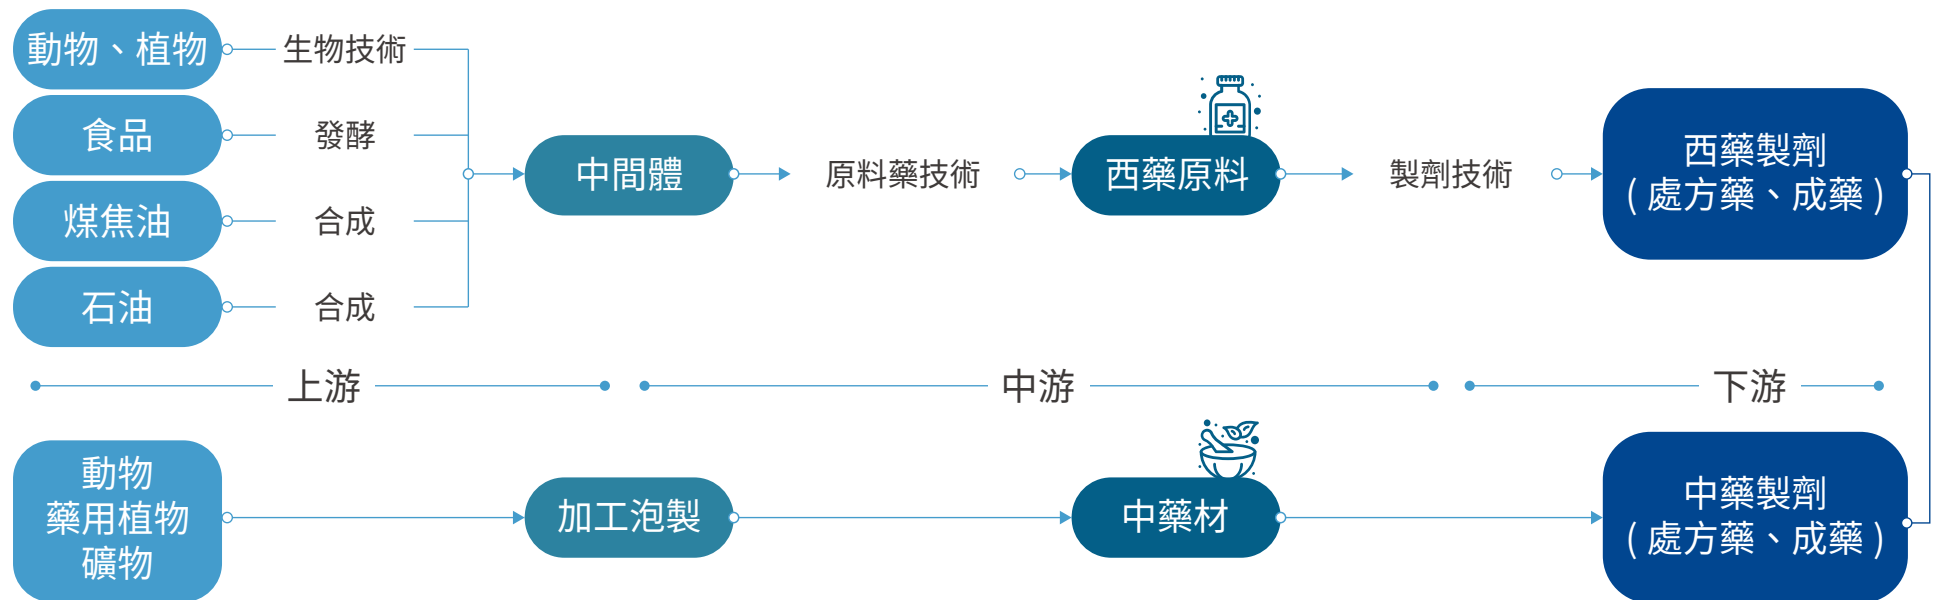 動物、植物
生物技術
食品
發酵
煤焦油
合成
石油
合成
中間體
原料藥技術
西藥原料
製劑技術
西藥製劑
( 處方藥、成藥 )
上游
中游
下游
動物
藥用植物
礦物
加工泡製
中藥材
中藥製劑
( 處方藥、成藥 )